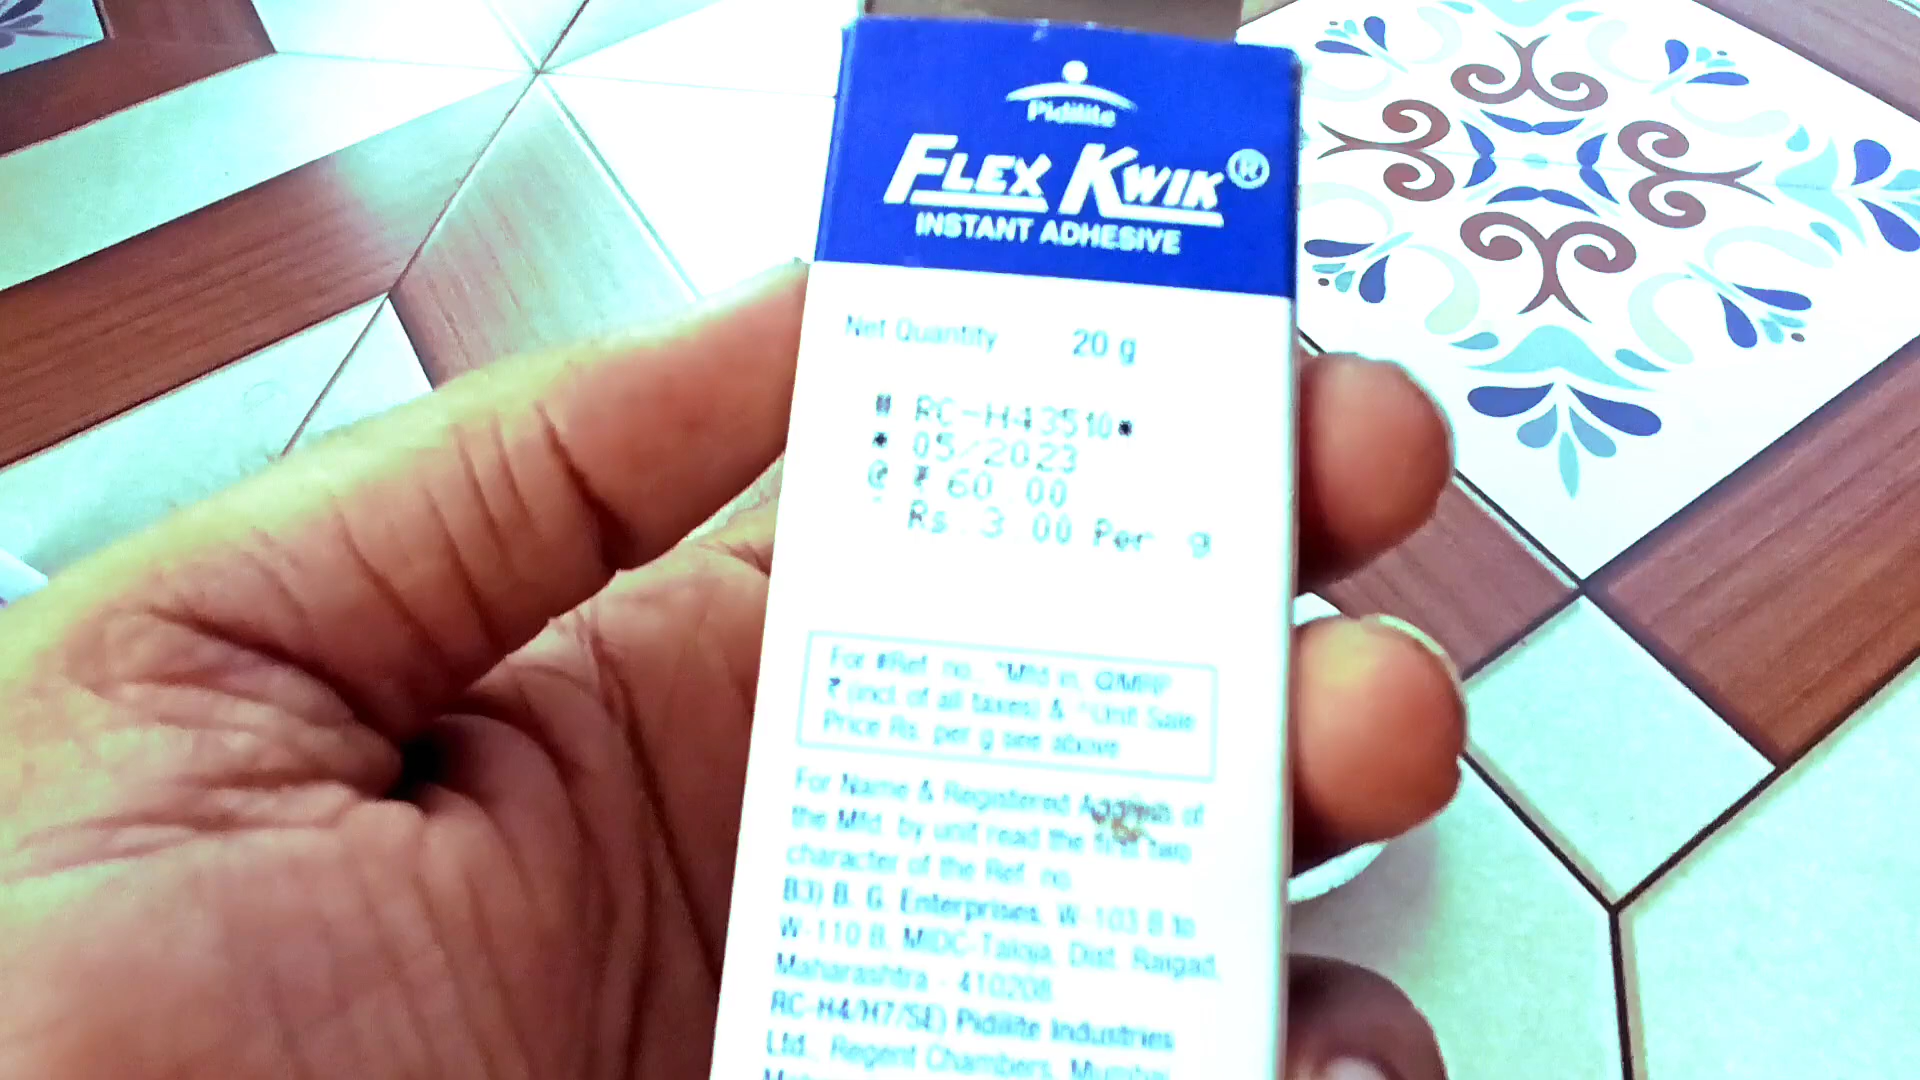 Pidilite
FLEX KWIK®
INSTANT ADHESIVE
Net Quantity 20 g
# RC-H43510*
* 05/2023
@ ₹ 60.00
^ Rs. 3.00 Per g
For #Ref. no., *Mfd in, @MRP
₹ (incl. of all taxes) & ^Unit Sale
Price Rs. per g see above
For Name & Registered Address of
the Mfd. by unit read the first two
character of the Ref. no.
B3) B. G. Enterprises, W-103 B to
W-110 B, MIDC-Taloja, Dist. Raigad,
Maharashtra - 410208
RC-H4/H7/SE) Pidilite Industries
Ltd., Regent Chambers, Mumbai